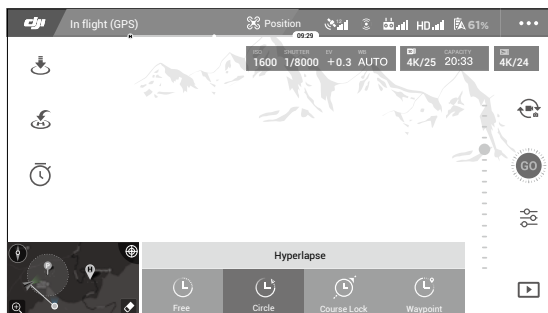 dji In flight (GPS) Position HD 61%
09:29
H
ISO SHUTTER EV WB CAPACITY
1600 1/8000 +0.3 AUTO 4K/25 20:33 4K/24
H
GO
Hyperlapse
P H
Free Circle Course Lock Waypoint